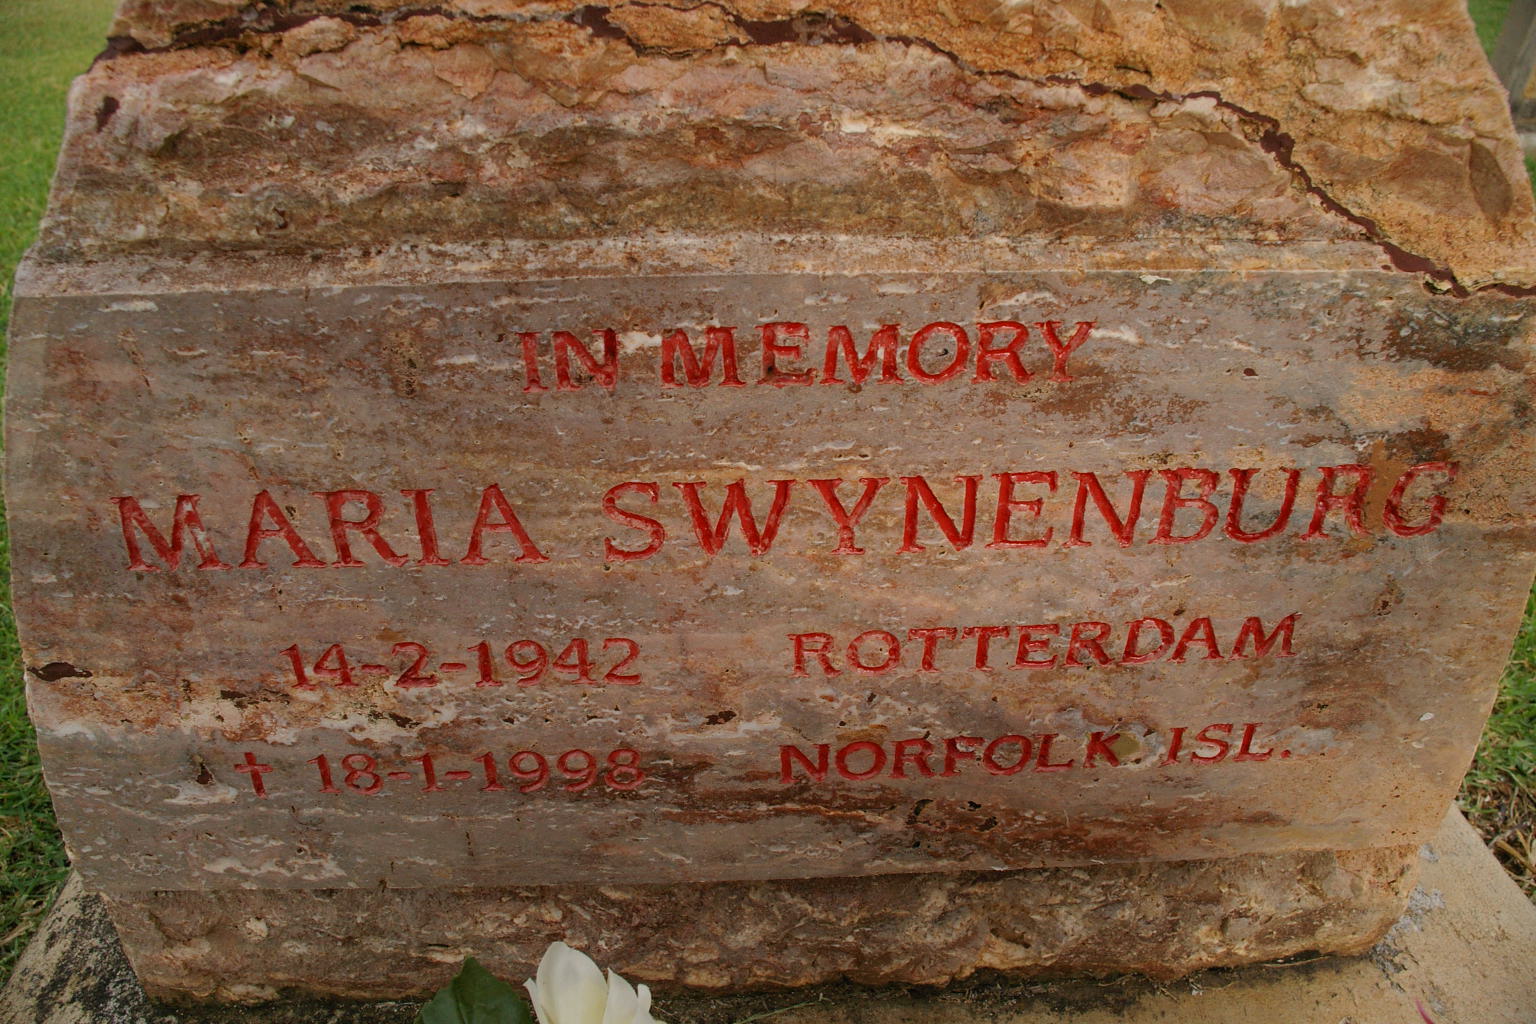 IN MEMORY
MARIA SWYNENBURG
14-2-1942 ROTTERDAM
† 18-1-1998 NORFOLK ISL.